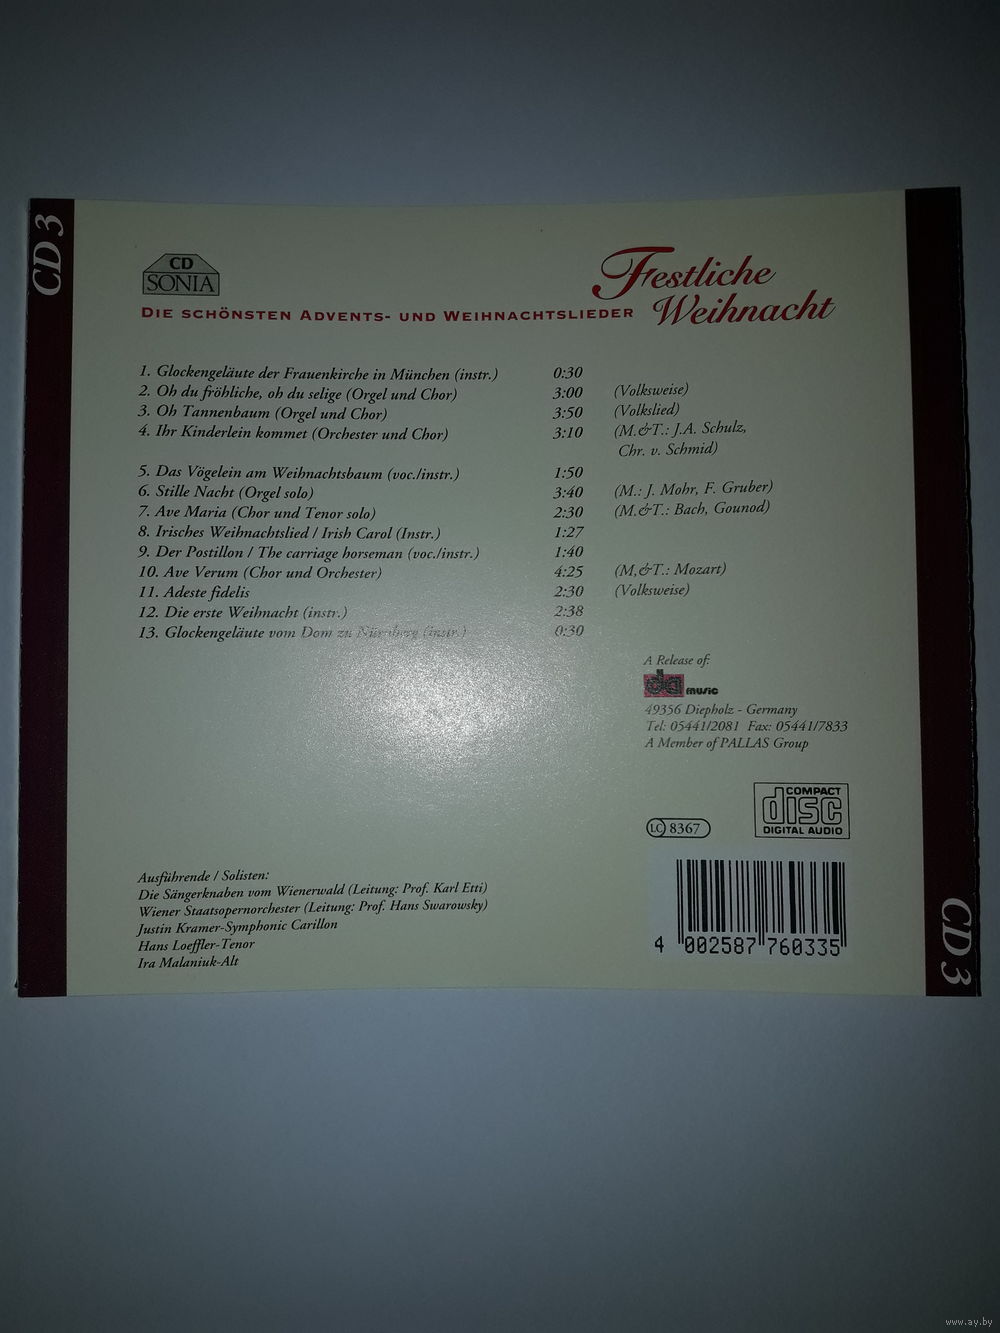 CD 3
CD
SONIA
Festliche
Weihnacht
DIE SCHÖNSTEN ADVENTS- UND WEIHNACHTSLIEDER
1. Glockengeläute der Frauenkirche in München (instr.) 0:30
2. Oh du fröhliche, oh du selige (Orgel und Chor) 3:00 (Volksweise)
3. Oh Tannenbaum (Orgel und Chor) 3:50 (Volkslied)
4. Ihr Kinderlein kommet (Orchester und Chor) 3:10 (M.&T.: J.A. Schulz,
Chr. v. Schmid)
5. Das Vögelein am Weihnachtsbaum (voc./instr.) 1:50
6. Stille Nacht (Orgel solo) 3:40 (M.: J. Mohr, F. Gruber)
7. Ave Maria (Chor und Tenor solo) 2:30 (M.&T.: Bach, Gounod)
8. Irisches Weihnachtslied / Irish Carol (Instr.) 1:27
9. Der Postillon / The carriage horseman (voc./instr.) 1:40
10. Ave Verum (Chor und Orchester) 4:25 (M,&T.: Mozart)
11. Adeste fidelis 2:30 (Volksweise)
12. Die erste Weihnacht (instr.) 2:38
13. Glockengeläute vom Dom zu Nürnberg (instr.) 0:30
A Release of:
da music
49356 Diepholz - Germany
Tel: 05441/2081 Fax: 05441/7833
A Member of PALLAS Group
COMPACT
disc
DIGITAL AUDIO
LC 8367
Ausführende / Solisten:
Die Sängerknaben vom Wienerwald (Leitung: Prof. Karl Etti)
Wiener Staatsopernorchester (Leitung: Prof. Hans Swarowsky)
Justin Kramer-Symphonic Carillon
Hans Loeffler-Tenor
Ira Malaniuk-Alt
4 002587 760335
CD 3
www.ay.by